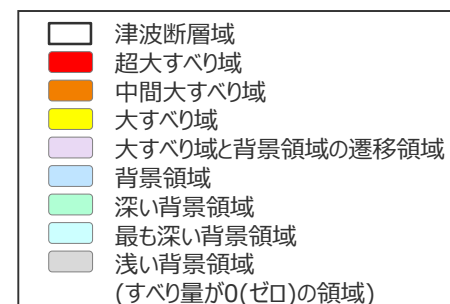 津波断層域
超大すべり域
中間大すべり域
大すべり域
大すべり域と背景領域の遷移領域
背景領域
深い背景領域
最も深い背景領域
浅い背景領域
(すべり量が0(ゼロ)の領域)